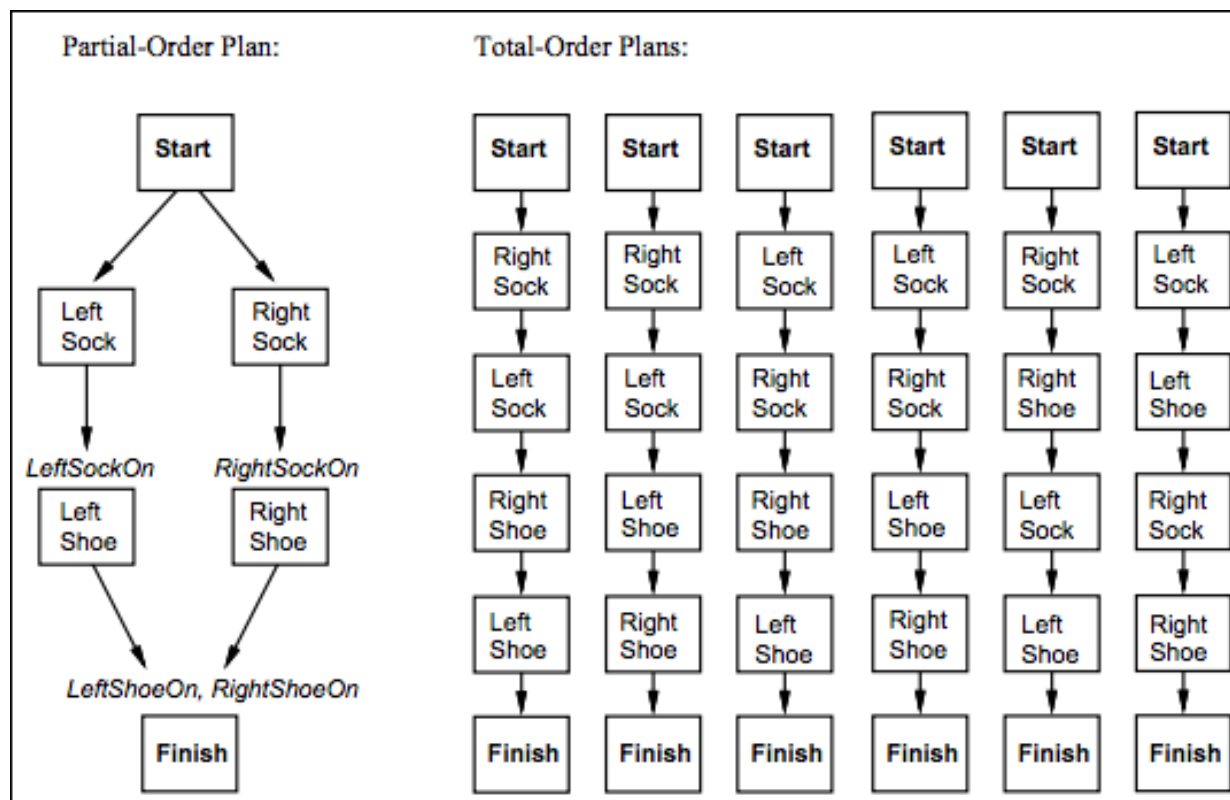 Partial-Order Plan:
Total-Order Plans:
Start
Left
Sock
Right
Sock
LeftSockOn
RightSockOn
Left
Shoe
Right
Shoe
LeftShoeOn, RightShoeOn
Finish
Start
Right
Sock
Left
Sock
Right
Shoe
Left
Shoe
Finish
Start
Right
Sock
Left
Sock
Left
Shoe
Right
Shoe
Finish
Start
Left
Sock
Right
Sock
Right
Shoe
Left
Shoe
Finish
Start
Left
Sock
Right
Sock
Left
Shoe
Right
Shoe
Finish
Start
Right
Sock
Right
Shoe
Left
Sock
Left
Shoe
Finish
Start
Left
Sock
Left
Shoe
Right
Sock
Right
Shoe
Finish